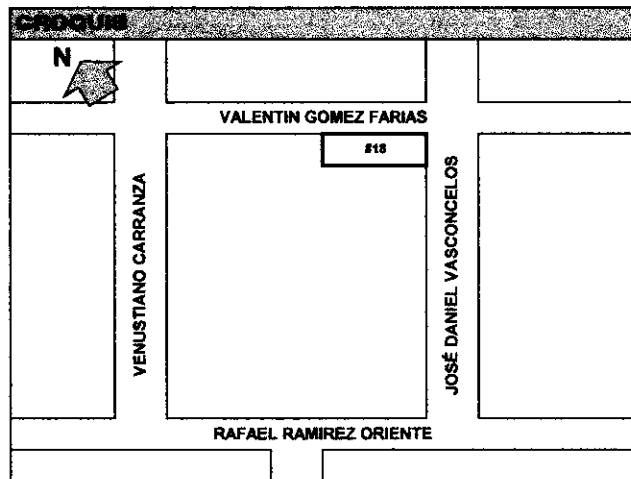 CROQUIS
N
VALENTIN GOMEZ FARIAS
#18
VENUSTIANO CARRANZA
JOSÉ DANIEL VASCONCELOS
RAFAEL RAMIREZ ORIENTE